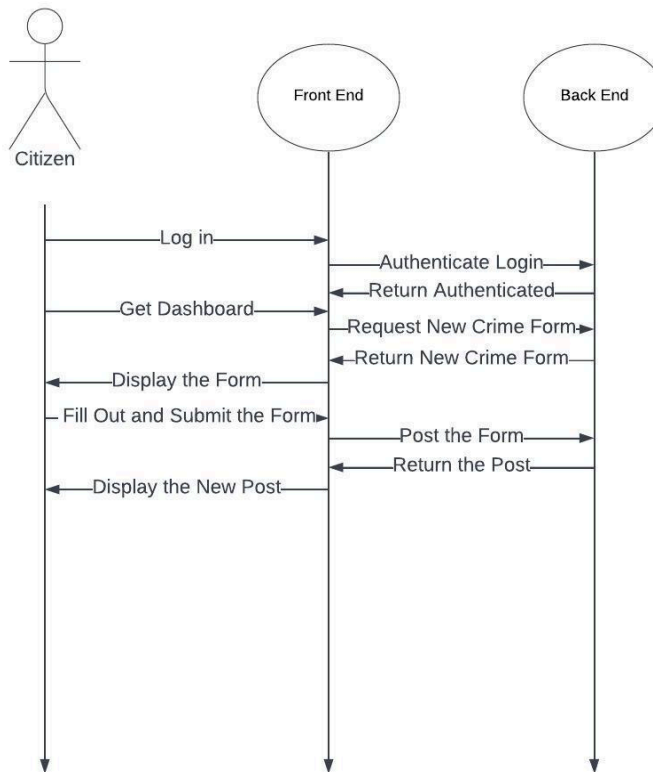 Front End
Back End
Citizen
Log in
Authenticate Login
Return Authenticated
Get Dashboard
Request New Crime Form
Return New Crime Form
Display the Form
Fill Out and Submit the Form
Post the Form
Return the Post
Display the New Post